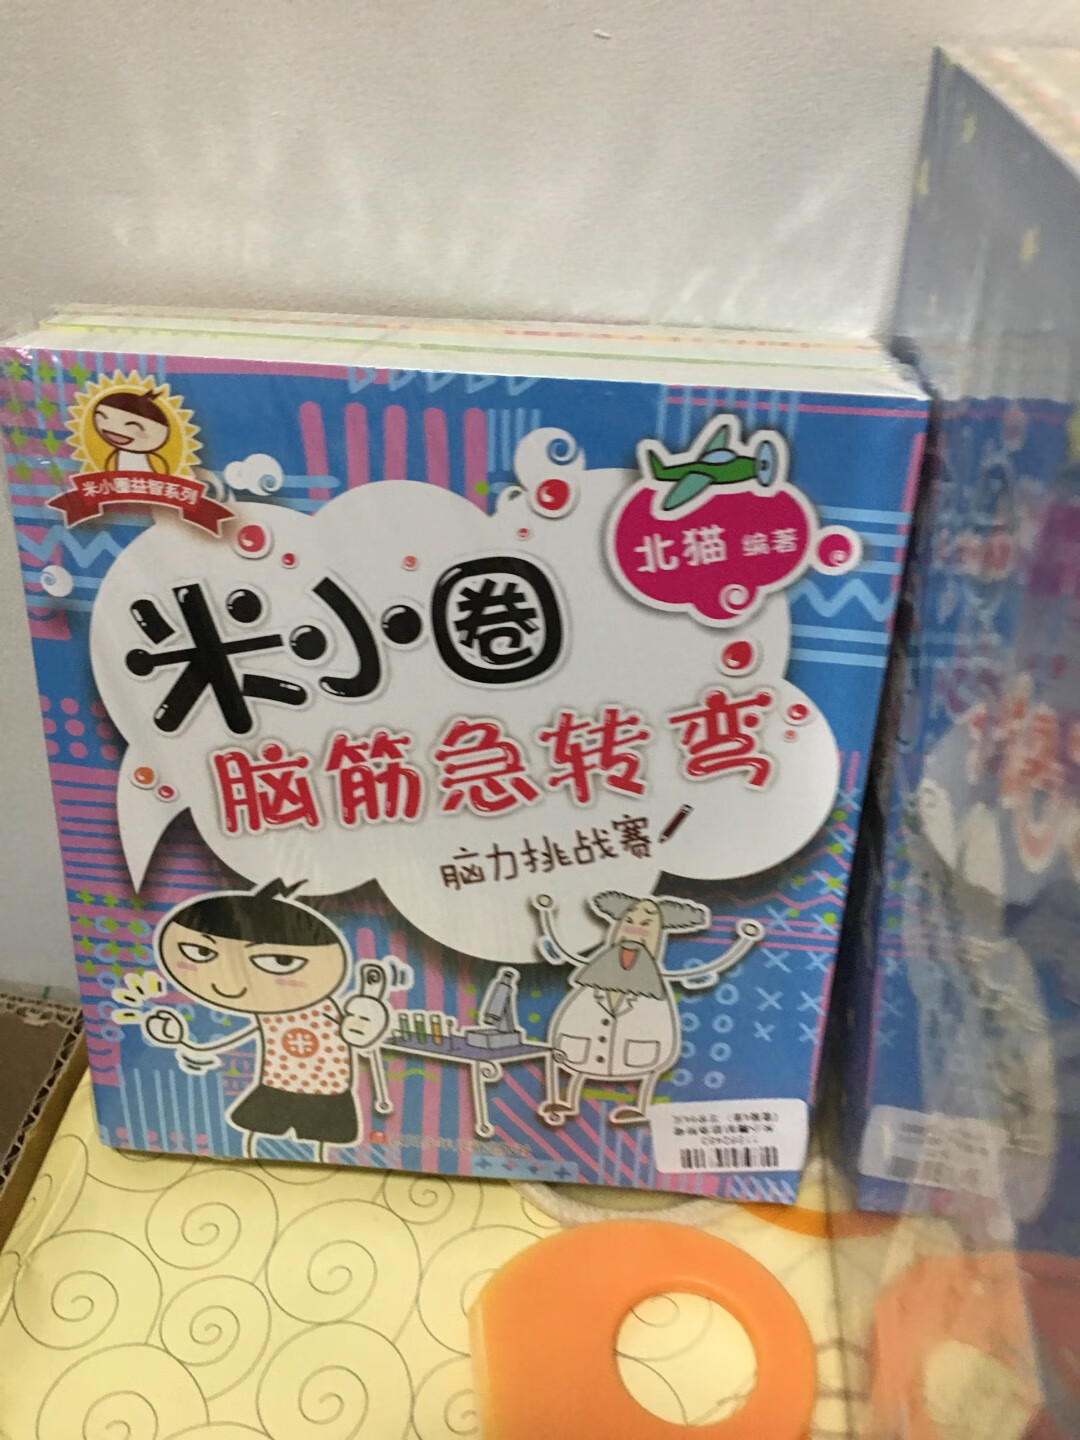 米小圈益智系列
北猫 编著
米小圈
脑筋急转弯
脑力挑战赛
米